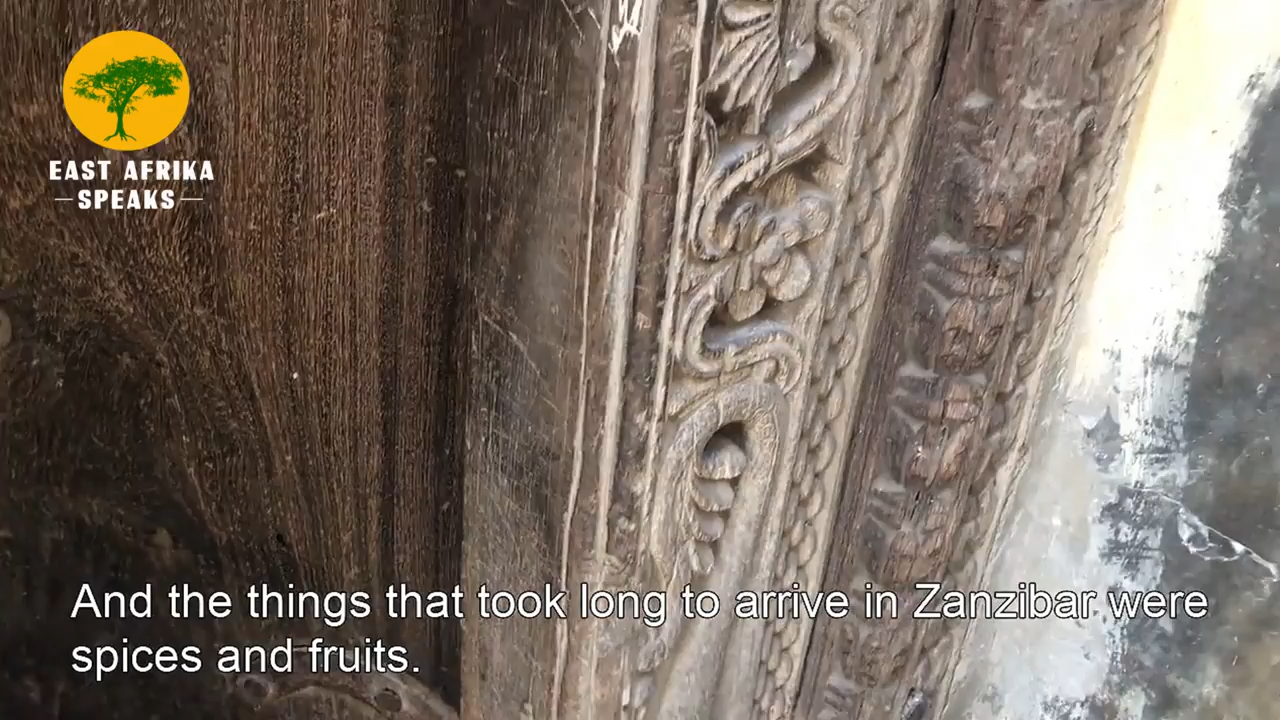 EAST AFRIKA
SPEAKS
And the things that took long to arrive in Zanzibar were
spices and fruits.